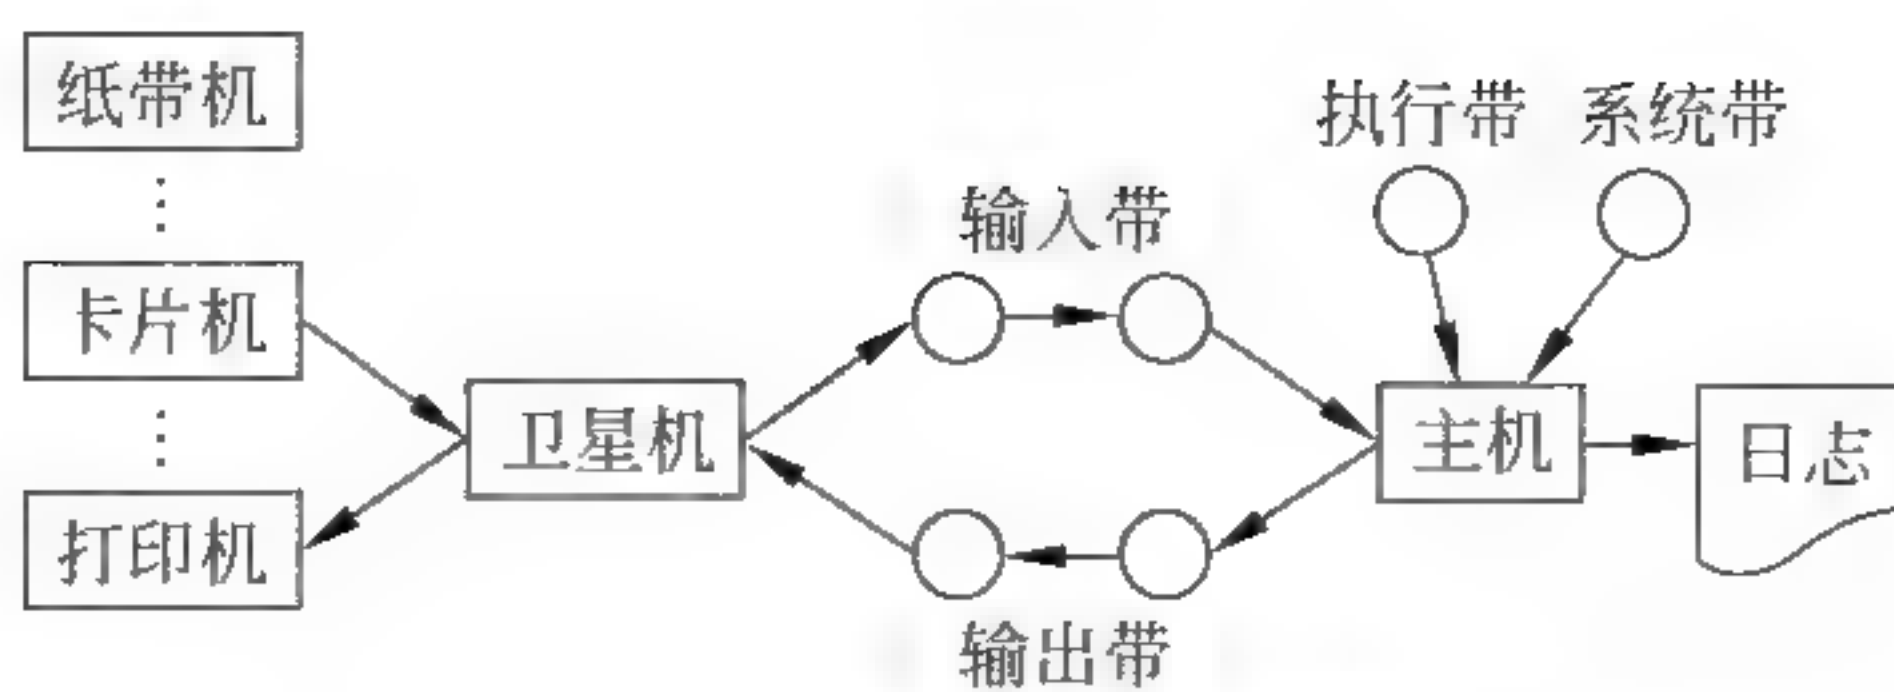 纸带机
卡片机
打印机
卫星机
输入带
输出带
执行带 系统带
主机
日志